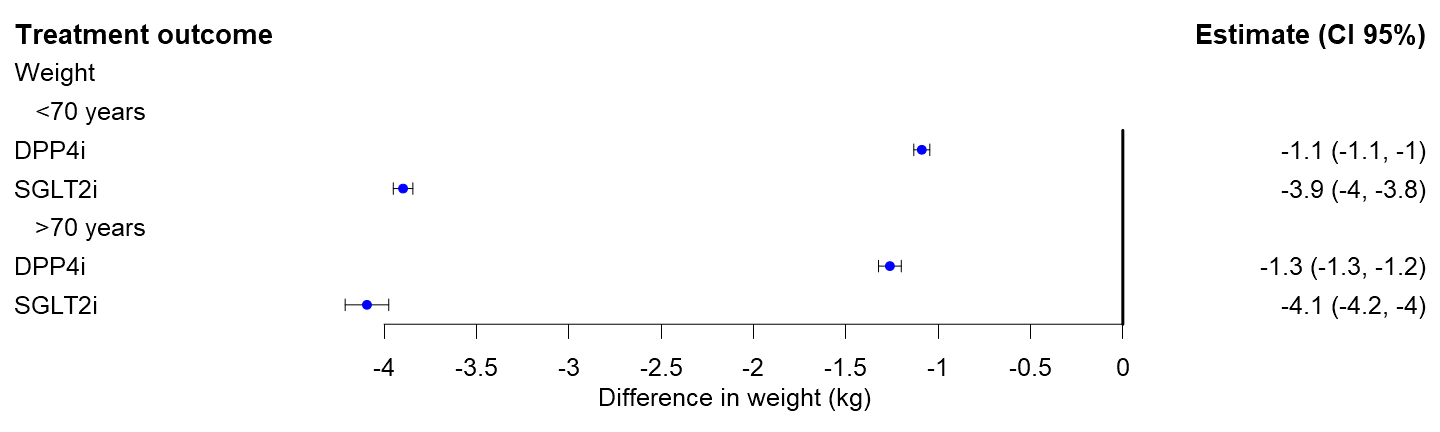 Treatment outcome Estimate (CI 95%)
Weight
<70 years
DPP4i -1.1 (-1.1, -1)
SGLT2i -3.9 (-4, -3.8)
>70 years
DPP4i -1.3 (-1.3, -1.2)
SGLT2i -4.1 (-4.2, -4)
-4 -3.5 -3 -2.5 -2 -1.5 -1 -0.5 0
Difference in weight (kg)